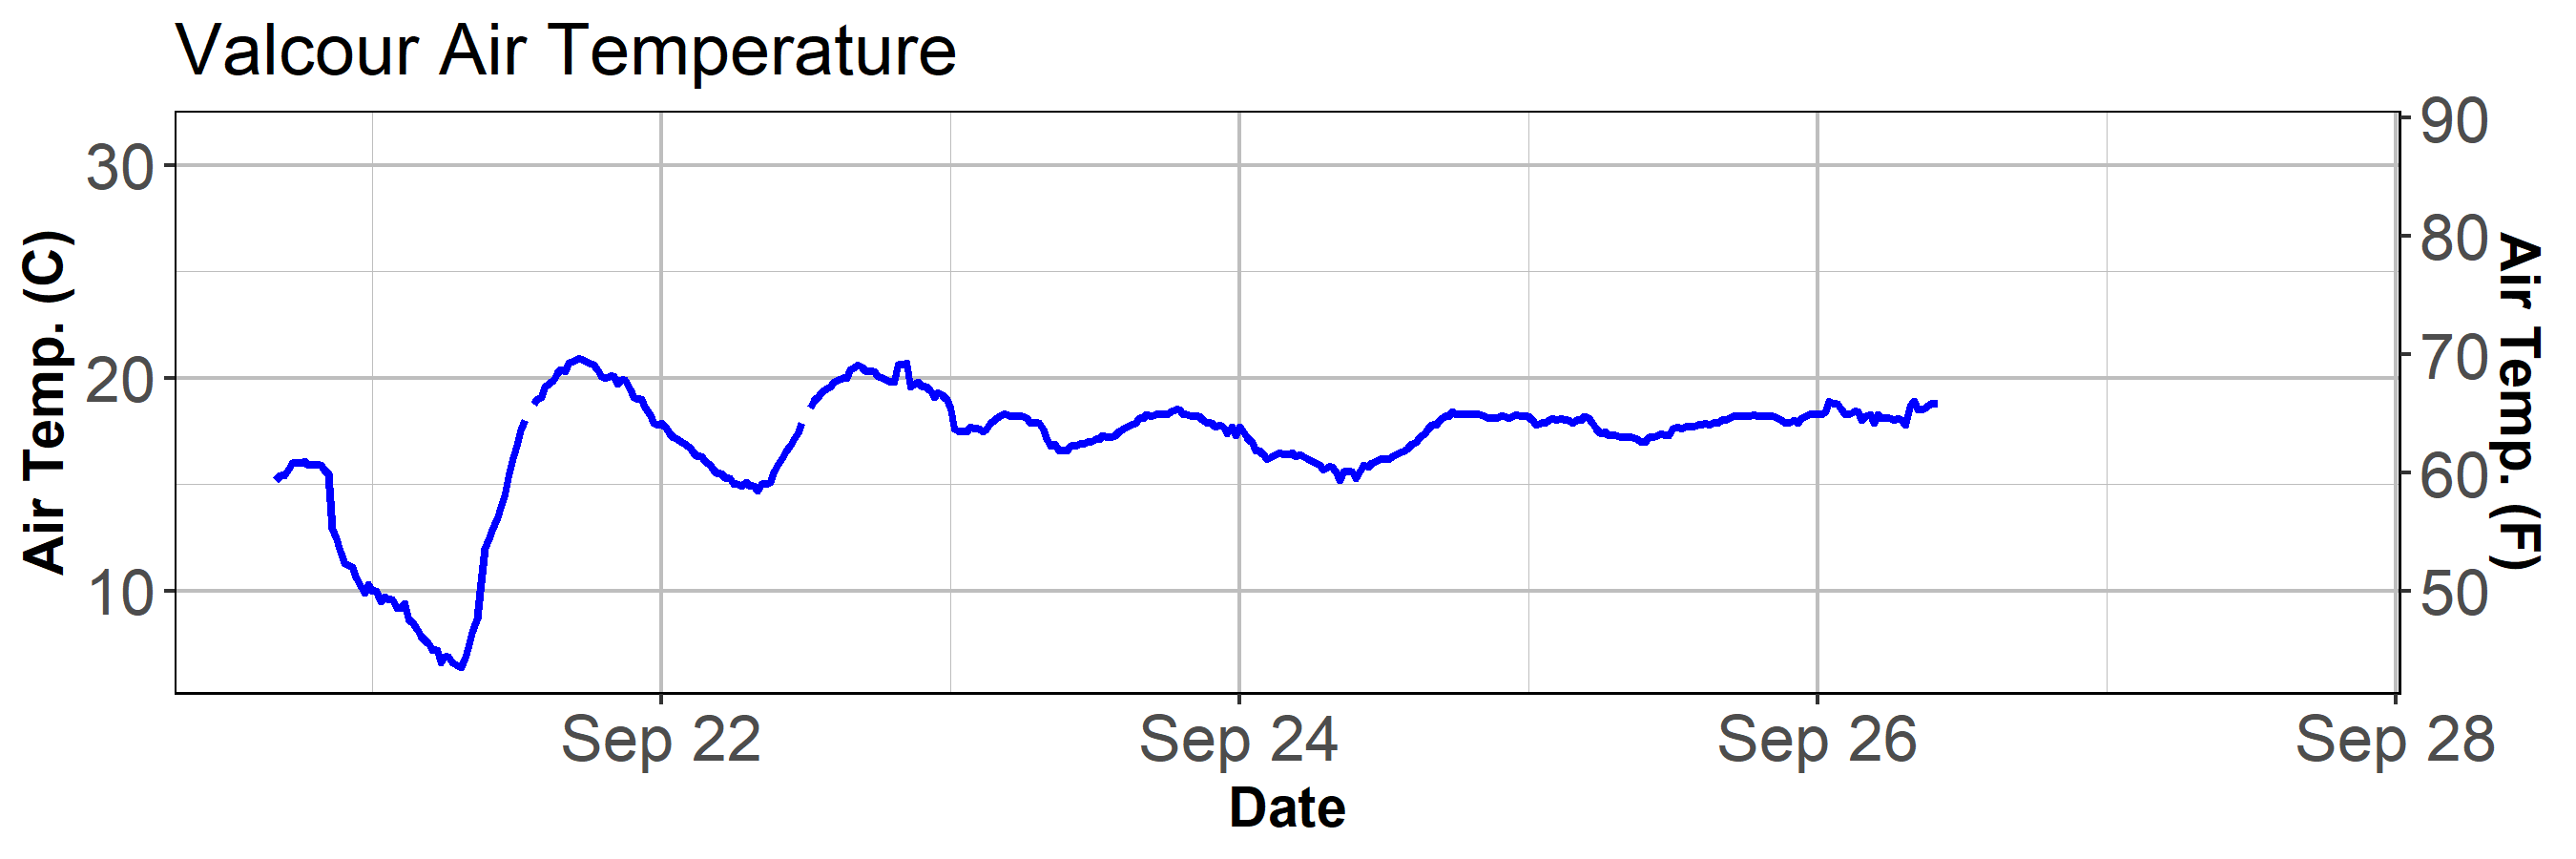 Valcour Air Temperature
Air Temp. (C)
30
20
10
90
80
70
60
50
Air Temp. (F)
Sep 22
Sep 24
Sep 26
Sep 28
Date